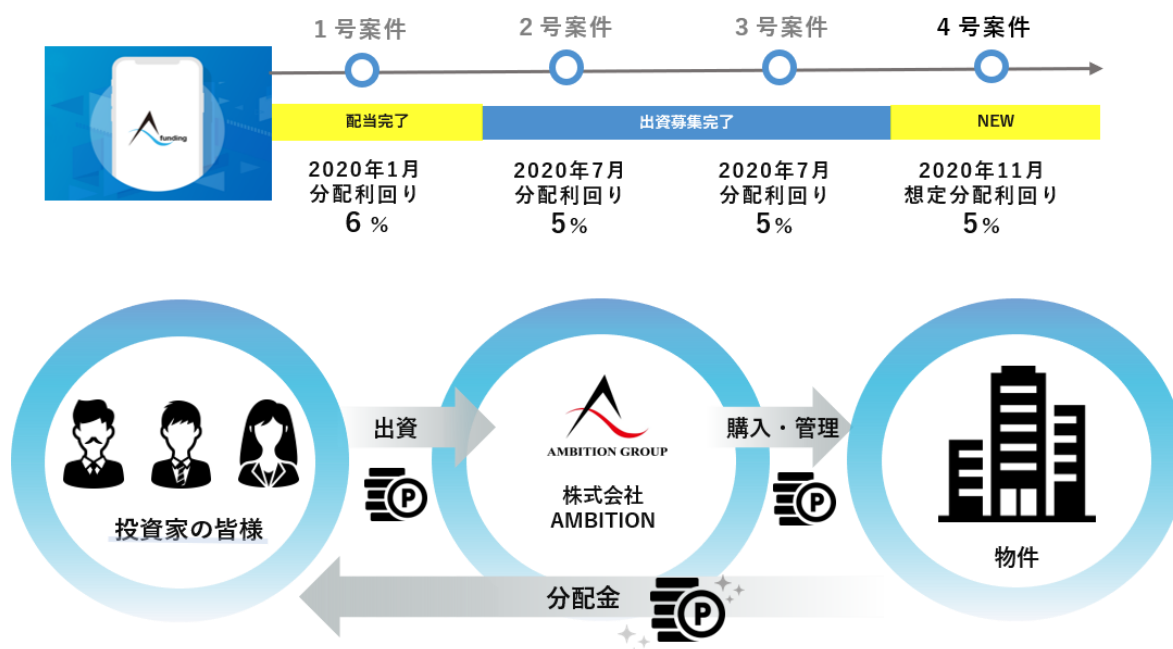 1号案件
2号案件
3号案件
4号案件
A funding
配当完了
出資募集完了
NEW
2020年1月
分配利回り
6 %
2020年7月
分配利回り
5%
2020年7月
分配利回り
5%
2020年11月
想定分配利回り
5%
投資家の皆様
出資
P
AMBITION GROUP
株式会社
AMBITION
購入・管理
P
物件
分配金
P